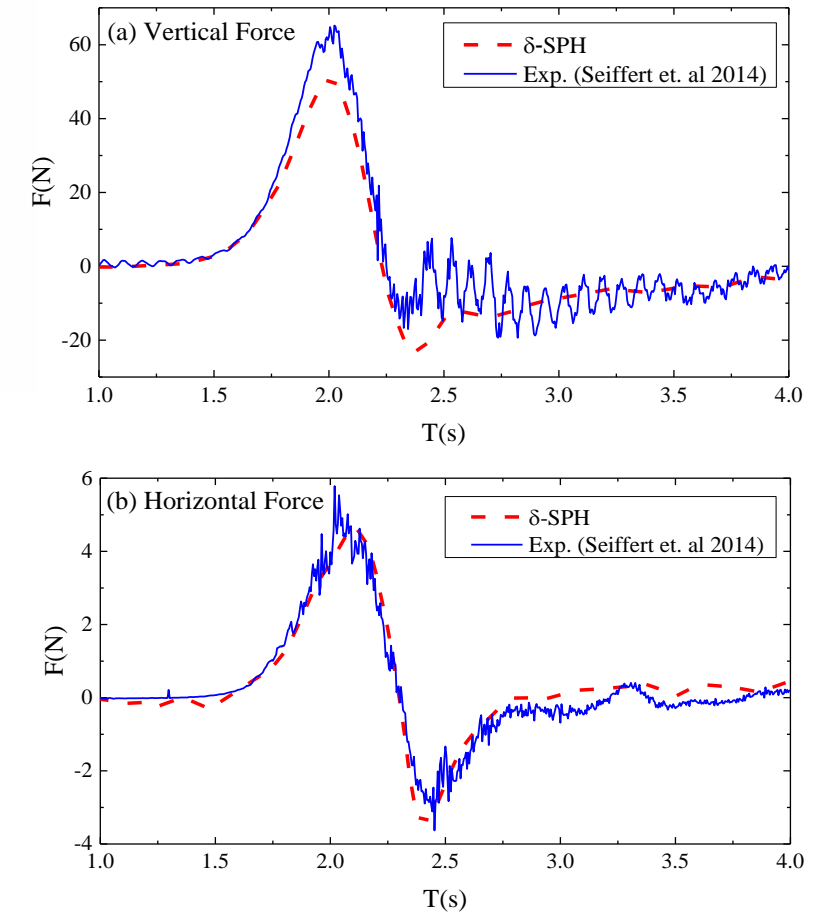 (a) Vertical Force
δ-SPH
Exp. (Seiffert et. al 2014)
60
40
20
0
-20
F(N)
1.0 1.5 2.0 2.5 3.0 3.5 4.0
T(s)
(b) Horizontal Force
δ-SPH
Exp. (Seiffert et. al 2014)
6
4
2
0
-2
-4
F(N)
1.0 1.5 2.0 2.5 3.0 3.5 4.0
T(s)